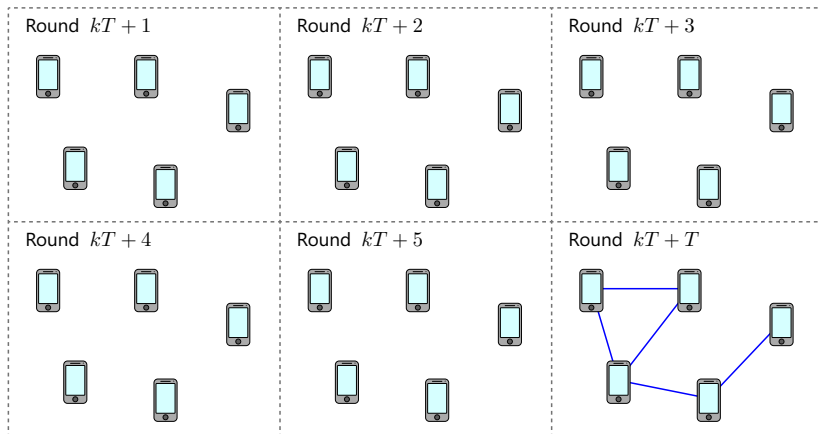 Round kT + 1
Round kT + 2
Round kT + 3
Round kT + 4
Round kT + 5
Round kT + T